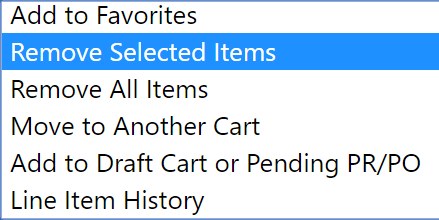 Add to Favorites
Remove Selected Items
Remove All Items
Move to Another Cart
Add to Draft Cart or Pending PR/PO
Line Item History